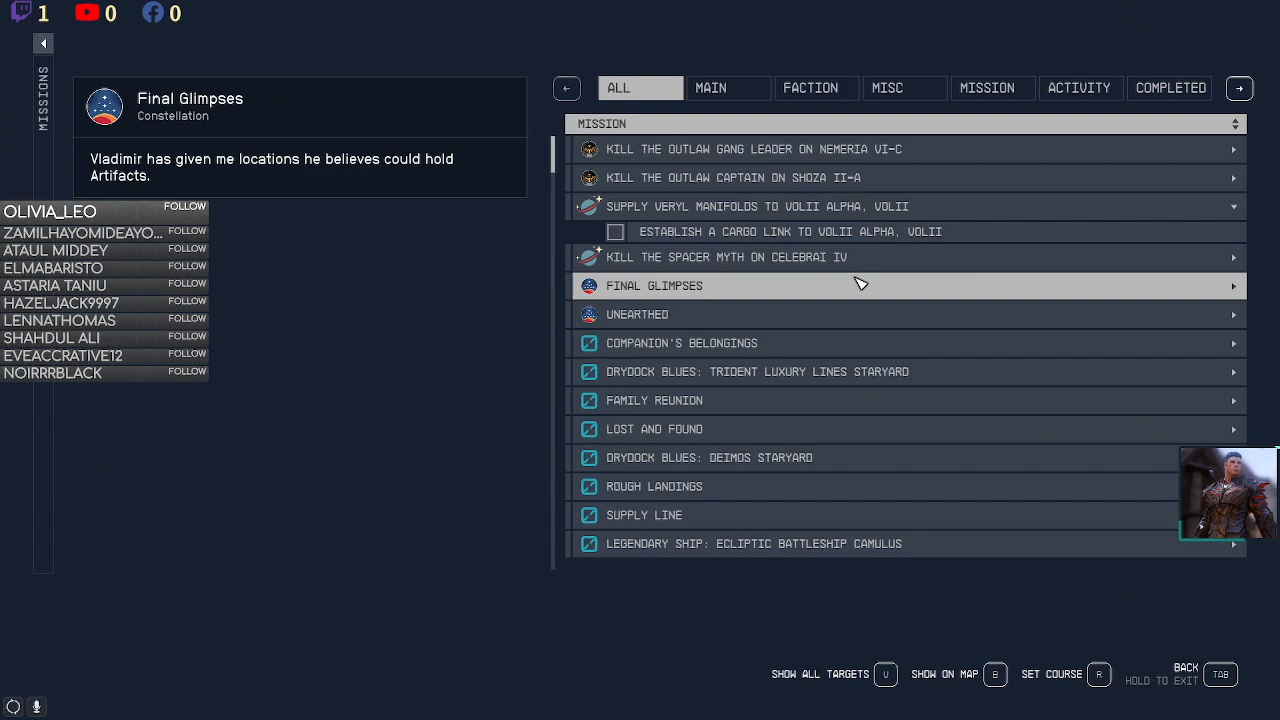 1 0 0
MISSIONS
Final Glimpses
Constellation
Vladimir has given me locations he believes could hold
Artifacts.
OLIVIA_LEO FOLLOW
ZAMILHAYOMIDEAYO... FOLLOW
ATAUL MIDDEY FOLLOW
ELMABARISTO FOLLOW
ASTARIA TANIU FOLLOW
HAZELJACK9997 FOLLOW
LENNATHOMAS FOLLOW
SHAHDUL ALI FOLLOW
EVEACCRATIVE12 FOLLOW
NOIRRRBLACK FOLLOW
ALL MAIN FACTION MISC MISSION ACTIVITY COMPLETED
MISSION
KILL THE OUTLAW GANG LEADER ON NEMERIA VI-C
KILL THE OUTLAW CAPTAIN ON SHOZA II-A
SUPPLY VERYL MANIFOLDS TO VOLII ALPHA, VOLII
ESTABLISH A CARGO LINK TO VOLII ALPHA, VOLII
KILL THE SPACER MYTH ON CELEBRAI IV
FINAL GLIMPSES
UNEARTHED
COMPANION'S BELONGINGS
DRYDOCK BLUES: TRIDENT LUXURY LINES STARYARD
FAMILY REUNION
LOST AND FOUND
DRYDOCK BLUES: DEIMOS STARYARD
ROUGH LANDINGS
SUPPLY LINE
LEGENDARY SHIP: ECLIPTIC BATTLESHIP CAMULUS
SHOW ALL TARGETS V SHOW ON MAP B SET COURSE R BACK TAB
HOLD TO EXIT